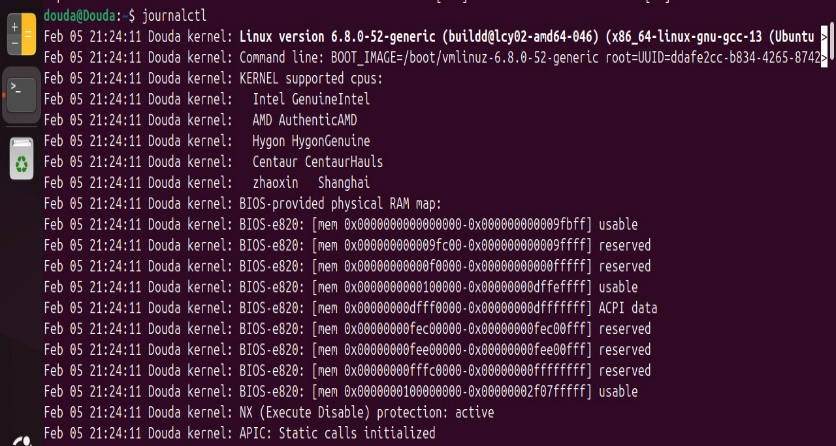 douda@Douda:~$ journalctl
Feb 05 21:24:11 Douda kernel: Linux version 6.8.0-52-generic (buildd@lcy02-amd64-046) (x86_64-linux-gnu-gcc-13 (Ubuntu >
Feb 05 21:24:11 Douda kernel: Command line: BOOT_IMAGE=/boot/vmlinuz-6.8.0-52-generic root=UUID=ddafe2cc-b834-4265-8742>
Feb 05 21:24:11 Douda kernel: KERNEL supported cpus:
Feb 05 21:24:11 Douda kernel:   Intel GenuineIntel
Feb 05 21:24:11 Douda kernel:   AMD AuthenticAMD
Feb 05 21:24:11 Douda kernel:   Hygon HygonGenuine
Feb 05 21:24:11 Douda kernel:   Centaur CentaurHauls
Feb 05 21:24:11 Douda kernel:   zhaoxin   Shanghai
Feb 05 21:24:11 Douda kernel: BIOS-provided physical RAM map:
Feb 05 21:24:11 Douda kernel: BIOS-e820: [mem 0x0000000000000000-0x000000000009fbff] usable
Feb 05 21:24:11 Douda kernel: BIOS-e820: [mem 0x000000000009fc00-0x000000000009ffff] reserved
Feb 05 21:24:11 Douda kernel: BIOS-e820: [mem 0x00000000000f0000-0x00000000000fffff] reserved
Feb 05 21:24:11 Douda kernel: BIOS-e820: [mem 0x0000000000100000-0x00000000dffeffff] usable
Feb 05 21:24:11 Douda kernel: BIOS-e820: [mem 0x00000000dfff0000-0x00000000dfffffff] ACPI data
Feb 05 21:24:11 Douda kernel: BIOS-e820: [mem 0x00000000fec00000-0x00000000fec00fff] reserved
Feb 05 21:24:11 Douda kernel: BIOS-e820: [mem 0x00000000fee00000-0x00000000fee00fff] reserved
Feb 05 21:24:11 Douda kernel: BIOS-e820: [mem 0x00000000fffc0000-0x00000000ffffffff] reserved
Feb 05 21:24:11 Douda kernel: BIOS-e820: [mem 0x0000000100000000-0x00000002f07fffff] usable
Feb 05 21:24:11 Douda kernel: NX (Execute Disable) protection: active
Feb 05 21:24:11 Douda kernel: APIC: Static calls initialized